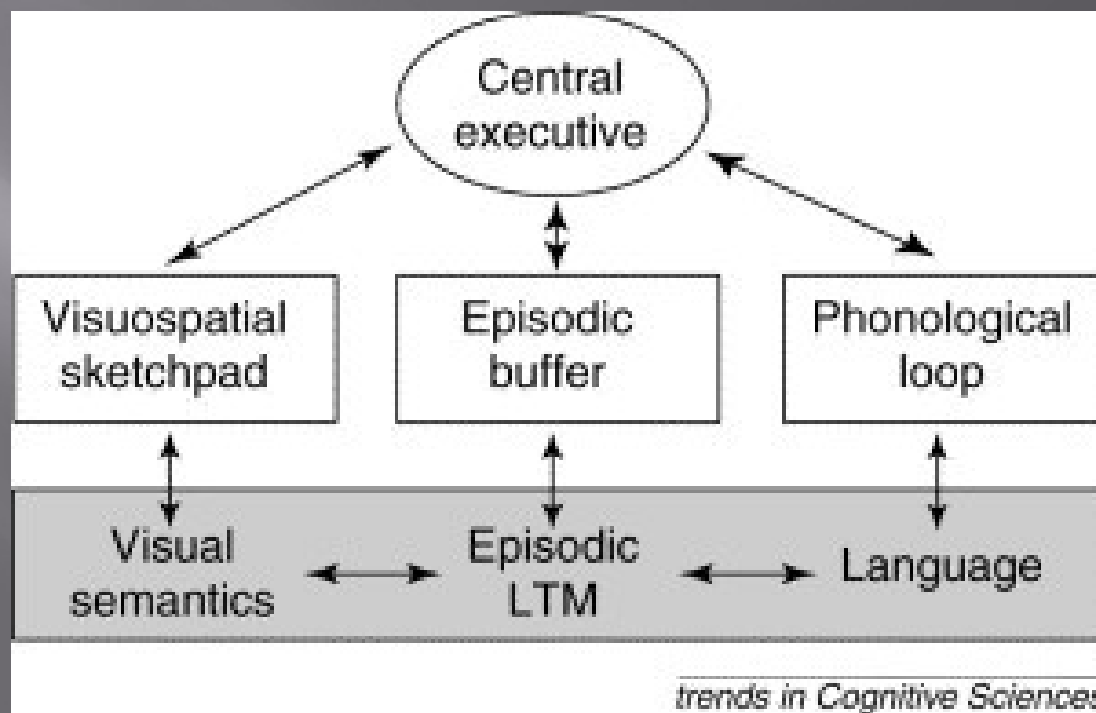 Central
executive
Visuospatial
sketchpad
Episodic
buffer
Phonological
loop
Visual
semantics
Episodic
LTM
Language
trends in Cognitive Sciences